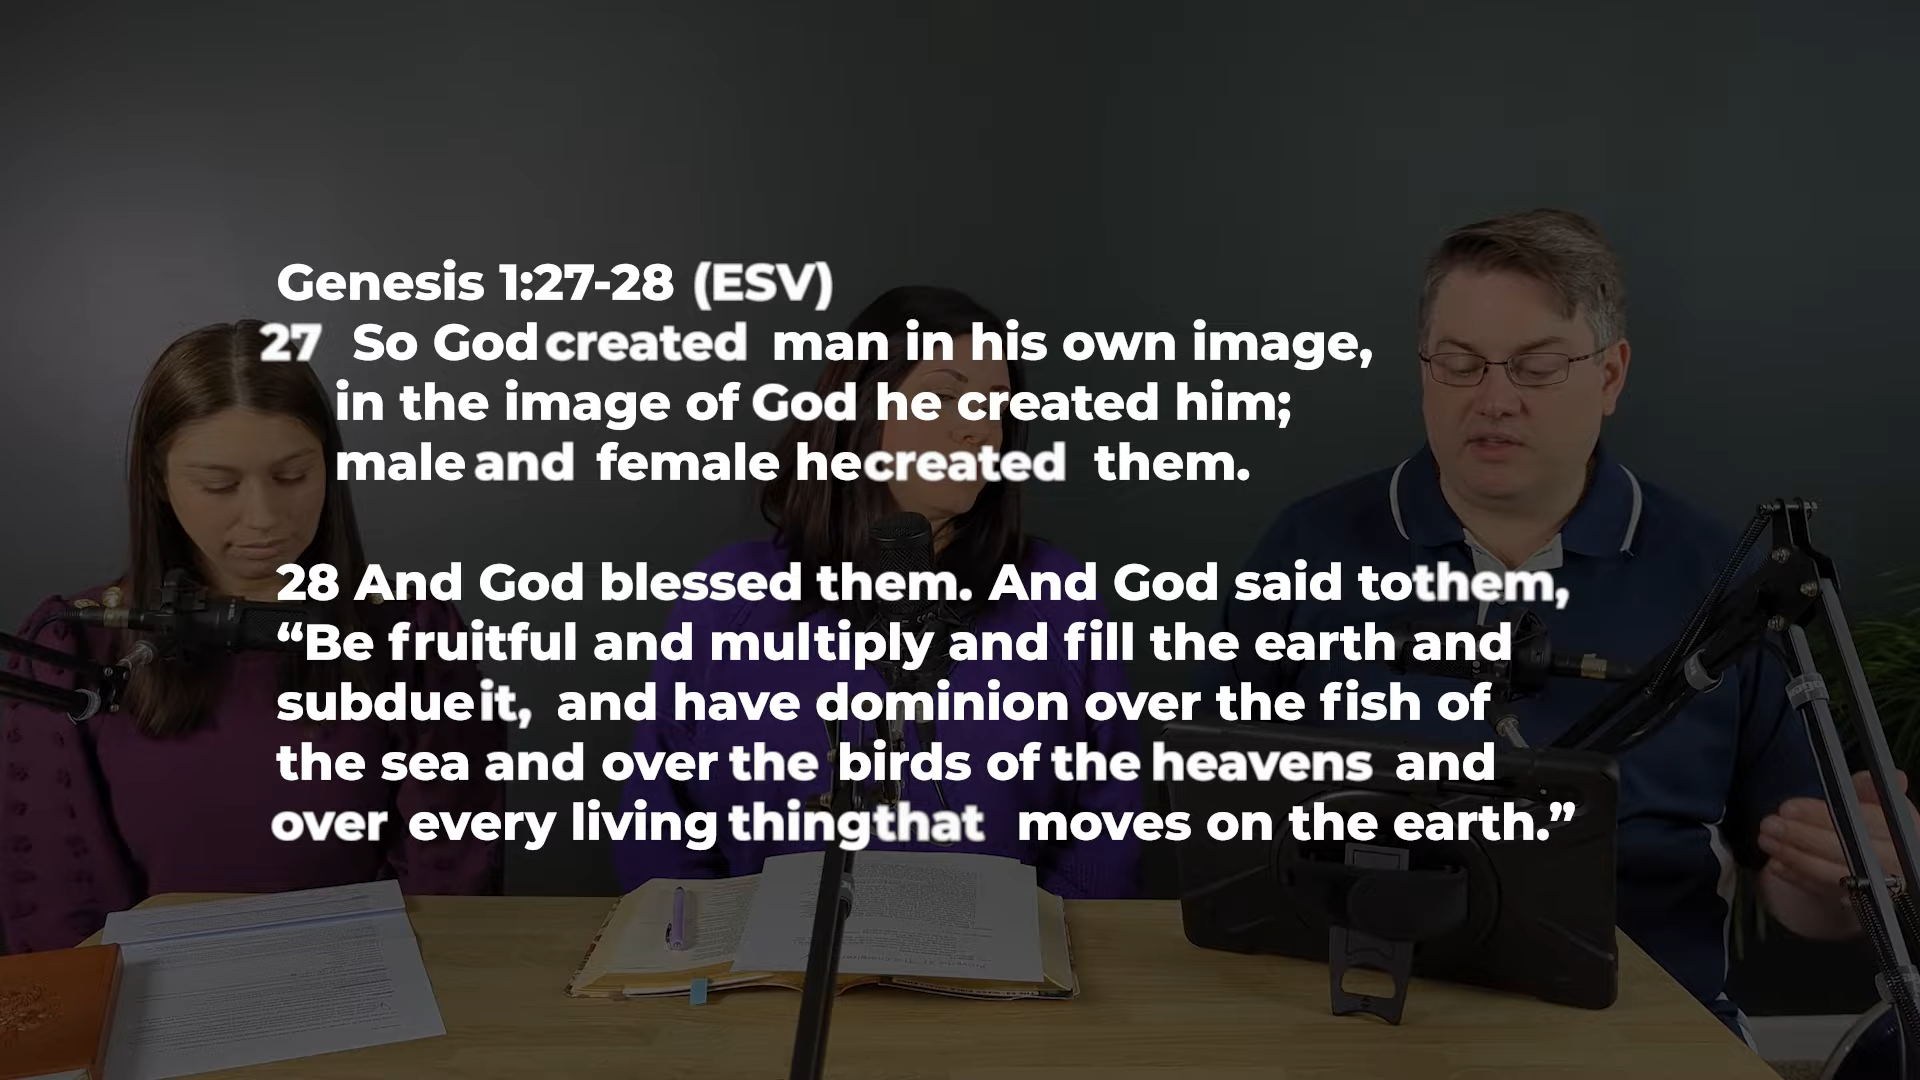 Genesis 1:27-28 (ESV)
27 So God created man in his own image,
in the image of God he created him;
male and female he created them.
28 And God blessed them. And God said to them,
“Be fruitful and multiply and fill the earth and
subdue it, and have dominion over the fish of
the sea and over the birds of the heavens and
over every living thing that moves on the earth.”